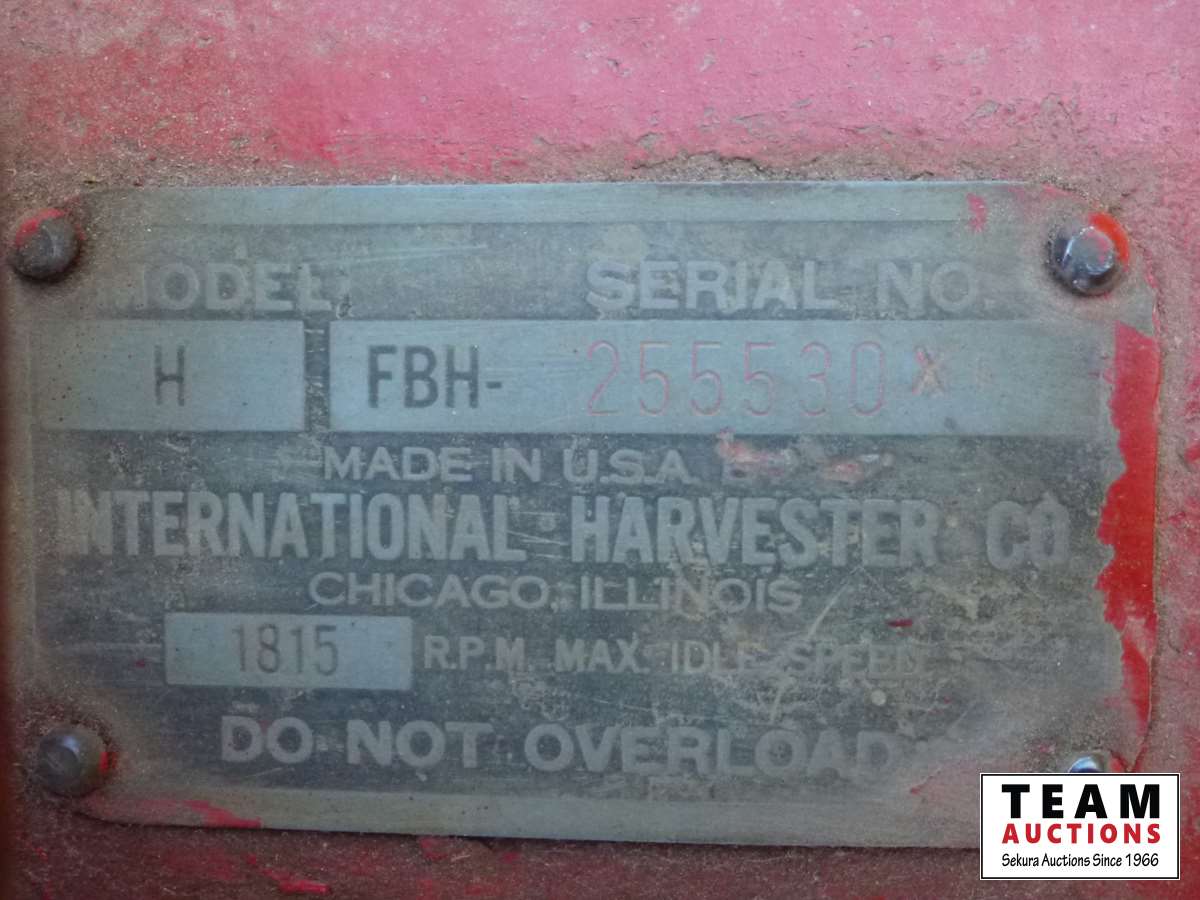 MODEL SERIAL NO.
H FBH- 255530 X
MADE IN U.S.A. BY
INTERNATIONAL HARVESTER CO
CHICAGO, ILLINOIS
1815 R.P.M. MAX. IDLE SPEED
DO NOT OVERLOAD
TEAM
AUCTIONS
Sekura Auctions Since 1966